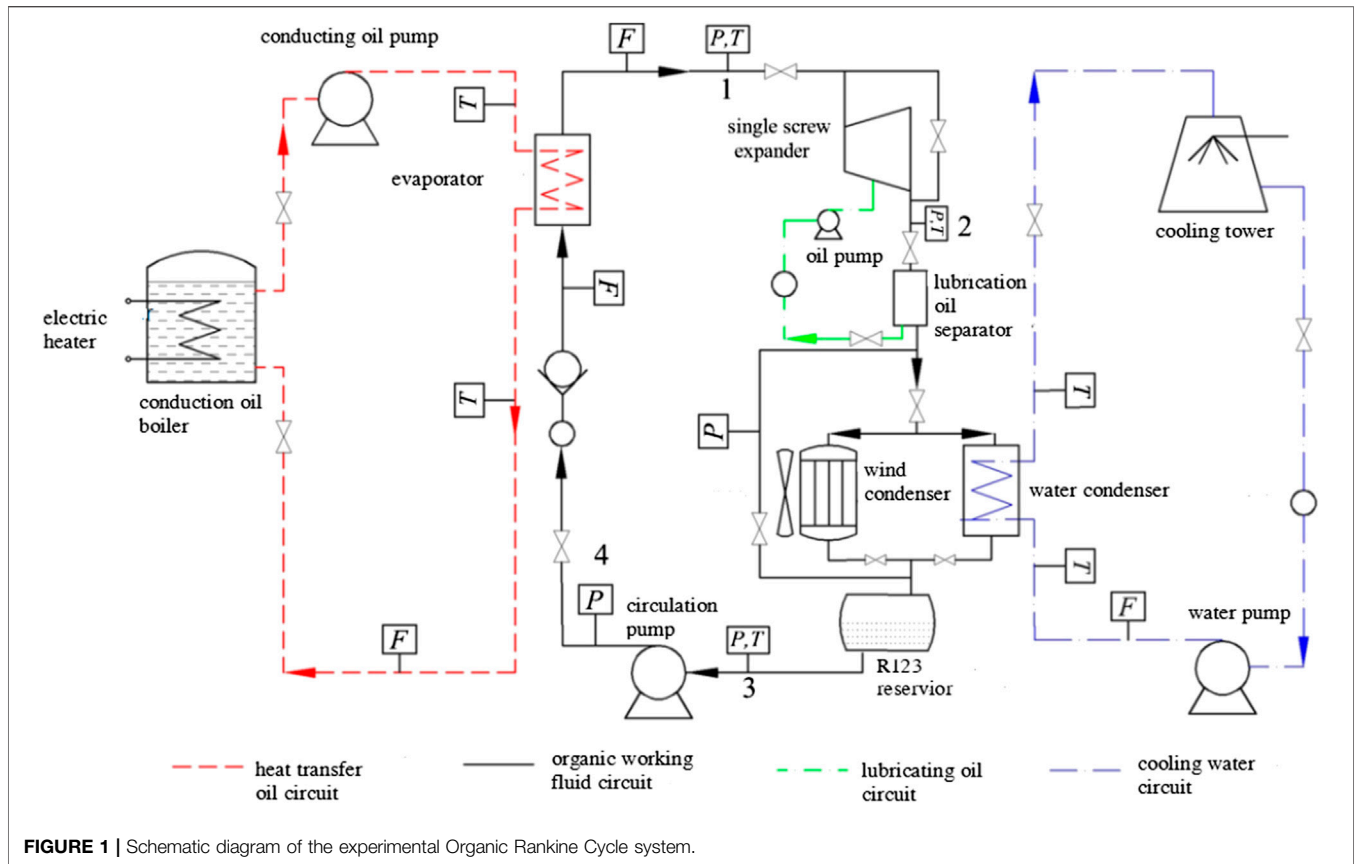 conducting oil pump
F
P,T
1
T
single screw
expander
evaporator
P,T
2
cooling tower
oil pump
lubrication
oil
separator
F
electric
heater
T
T
conduction oil
boiler
P
wind
condenser
water condenser
4
T
P
circulation
pump
F
water pump
F
P,T
3
R123
reservior
heat transfer
oil circuit
organic working
fluid circuit
lubricating oil
circuit
cooling water
circuit
FIGURE 1 | Schematic diagram of the experimental Organic Rankine Cycle system.